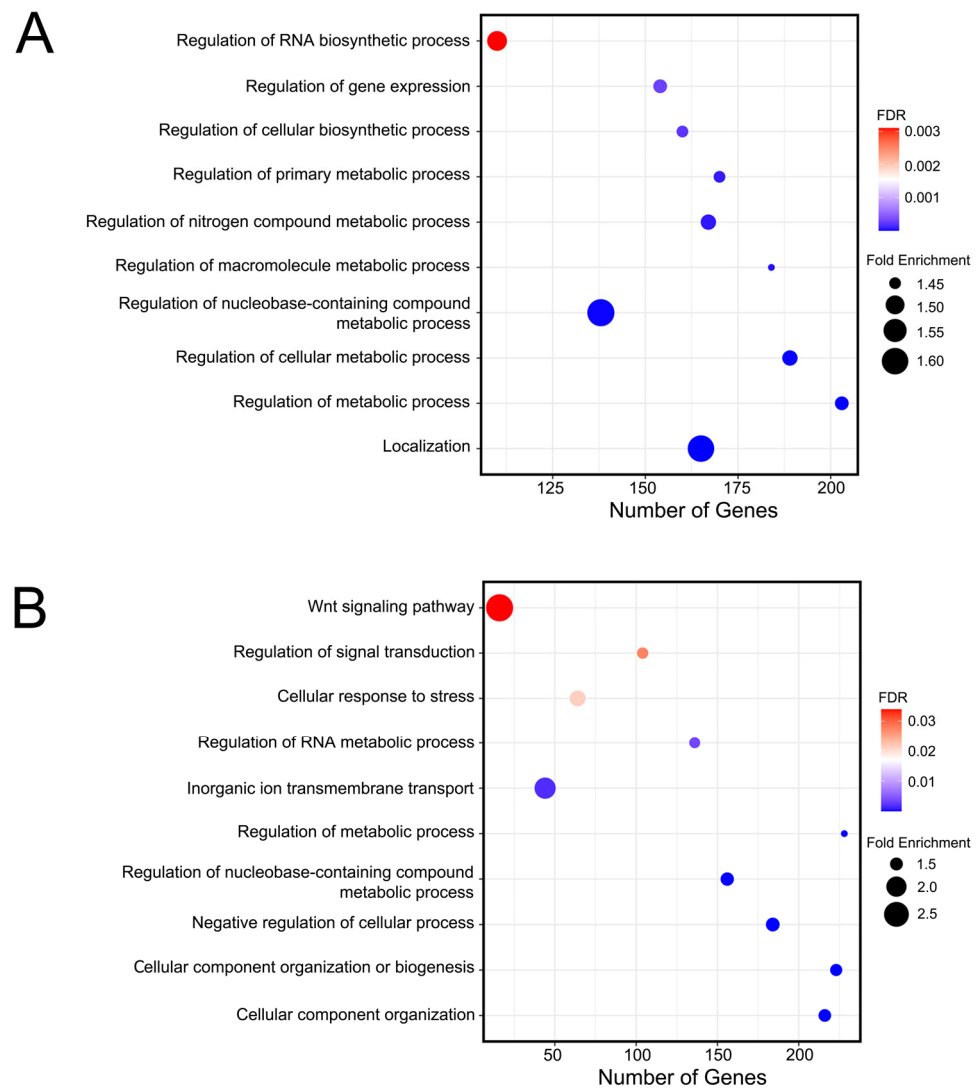 A
Regulation of RNA biosynthetic process
Regulation of gene expression
Regulation of cellular biosynthetic process
Regulation of primary metabolic process
Regulation of nitrogen compound metabolic process
Regulation of macromolecule metabolic process
Regulation of nucleobase-containing compound
metabolic process
Regulation of cellular metabolic process
Regulation of metabolic process
Localization
125
150
175
200
Number of Genes
FDR
0.003
0.002
0.001
Fold Enrichment
1.45
1.50
1.55
1.60
B
Wnt signaling pathway
Regulation of signal transduction
Cellular response to stress
Regulation of RNA metabolic process
Inorganic ion transmembrane transport
Regulation of metabolic process
Regulation of nucleobase-containing compound
metabolic process
Negative regulation of cellular process
Cellular component organization or biogenesis
Cellular component organization
50
100
150
200
Number of Genes
FDR
0.03
0.02
0.01
Fold Enrichment
1.5
2.0
2.5